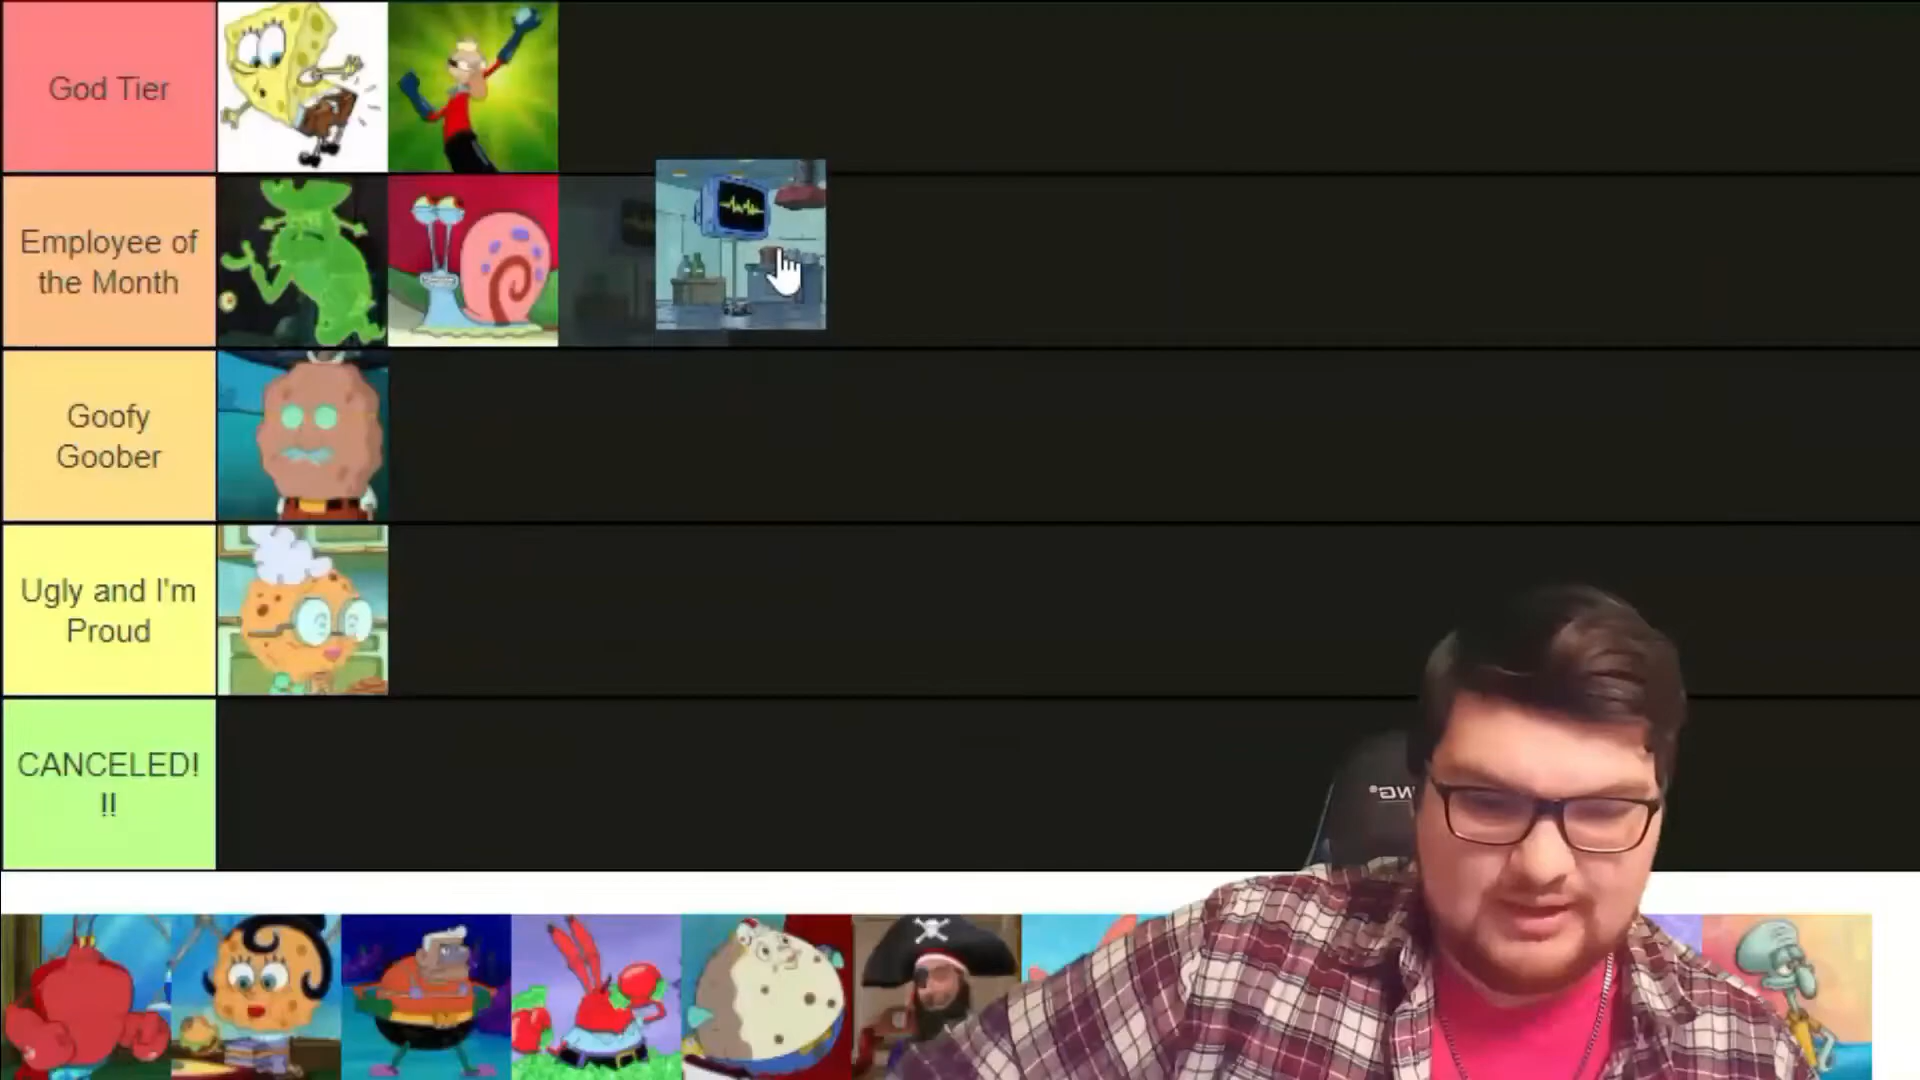 God Tier
Employee of
the Month
Goofy
Goober
Ugly and I'm
Proud
CANCELED!
!!